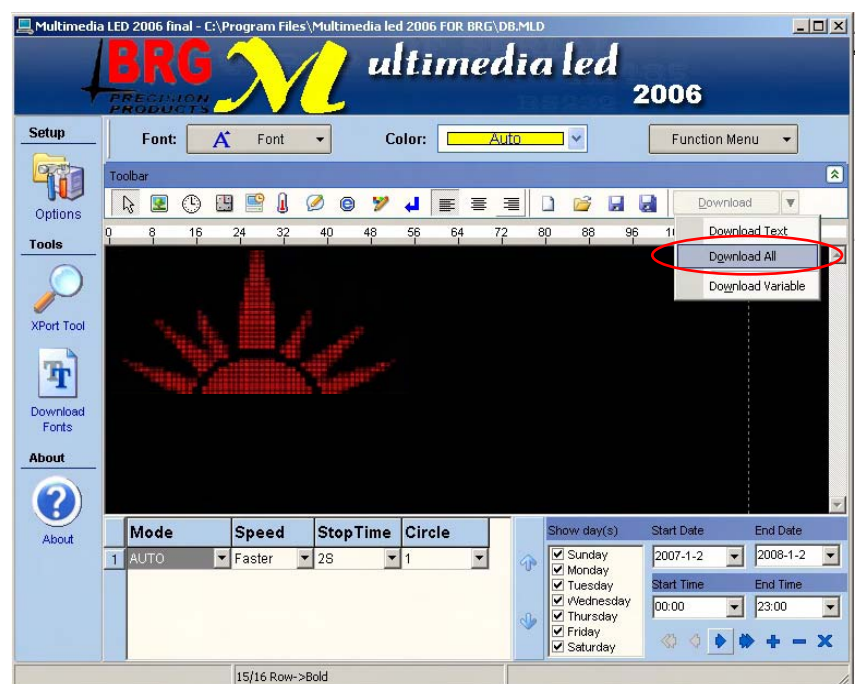 Multimedia LED 2006 final - C:\Program Files\Multimedia led 2006 FOR BRG\DB.MLD
BRG
PRECISION
PRODUCTS
Multimedia led
2006
Setup
Font: A Font
Color: Auto
Function Menu
Toolbar
Options
Download
0 8 16 24 32 40 48 56 64 72 80 88 96
Download Text
Download All
Download Variable
Tools
XPort Tool
Download
Fonts
About
About
Mode Speed StopTime Circle
1 AUTO Faster 2S 1
Show day(s)
Sunday
Monday
Tuesday
Wednesday
Thursday
Friday
Saturday
Start Date End Date
2007-1-2 2008-1-2
Start Time End Time
00:00 23:00
15/16 Row->Bold